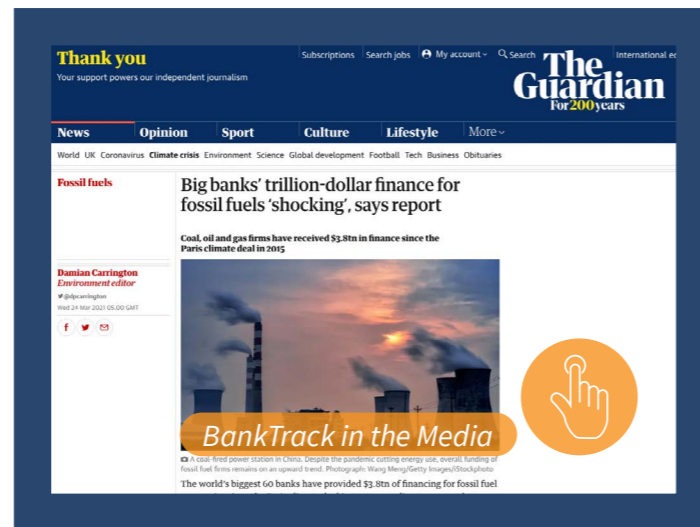 Thank you
Your support powers our independent journalism
Subscriptions Search jobs My account Search International
The
Guardian
For 200 years
News Opinion Sport Culture Lifestyle More
World UK Coronavirus Climate crisis Environment Science Global development Football Tech Business Obituaries
Fossil fuels
Big banks’ trillion-dollar finance for
fossil fuels ‘shocking’, says report
Coal, oil and gas firms have received $3.8tn in finance since the
Paris climate deal in 2015
Damian Carrington
Environment editor
@dpcarrington
Wed 24 Mar 2021 05.00 GMT
BankTrack in the Media
A coal-fired power station in China. Despite the pandemic cutting energy use, overall funding of
fossil fuel firms remains on an upward trend. Photograph: Wang Meng/Getty Images/iStockphoto
The world’s biggest 60 banks have provided $3.8tn of financing for fossil fuel